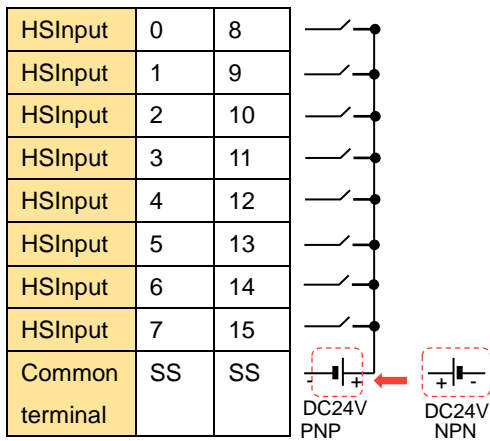 HSInput 0 8
HSInput 1 9
HSInput 2 10
HSInput 3 11
HSInput 4 12
HSInput 5 13
HSInput 6 14
HSInput 7 15
Common terminal SS SS
- +
DC24V
PNP
+ -
DC24V
NPN